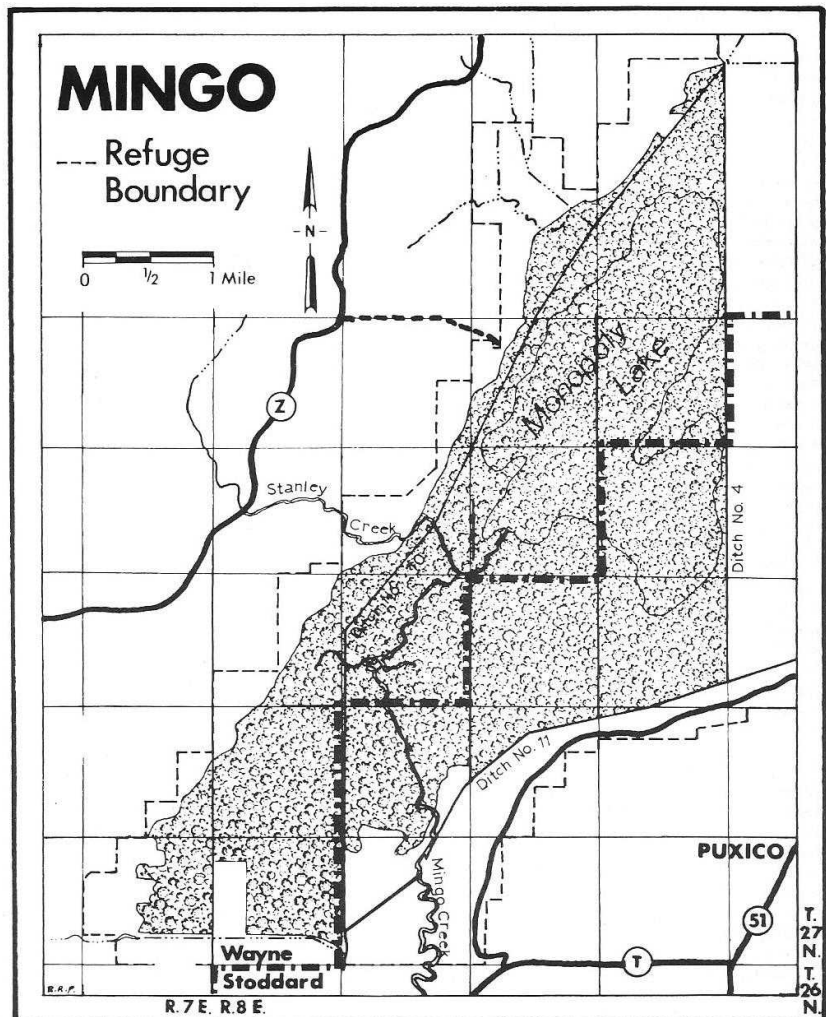 MINGO
--- Refuge
Boundary
-N-
0 1/2 1 Mile
Z
Monopoly
Lake
Stanley
Creek
Ditch No. 4
Ditch No. 11
Mingo Creek
PUXICO
51
T
Wayne
Stoddard
T.
27
N.
T.
26
N.
B.R.P.
R.7E. R.8E.